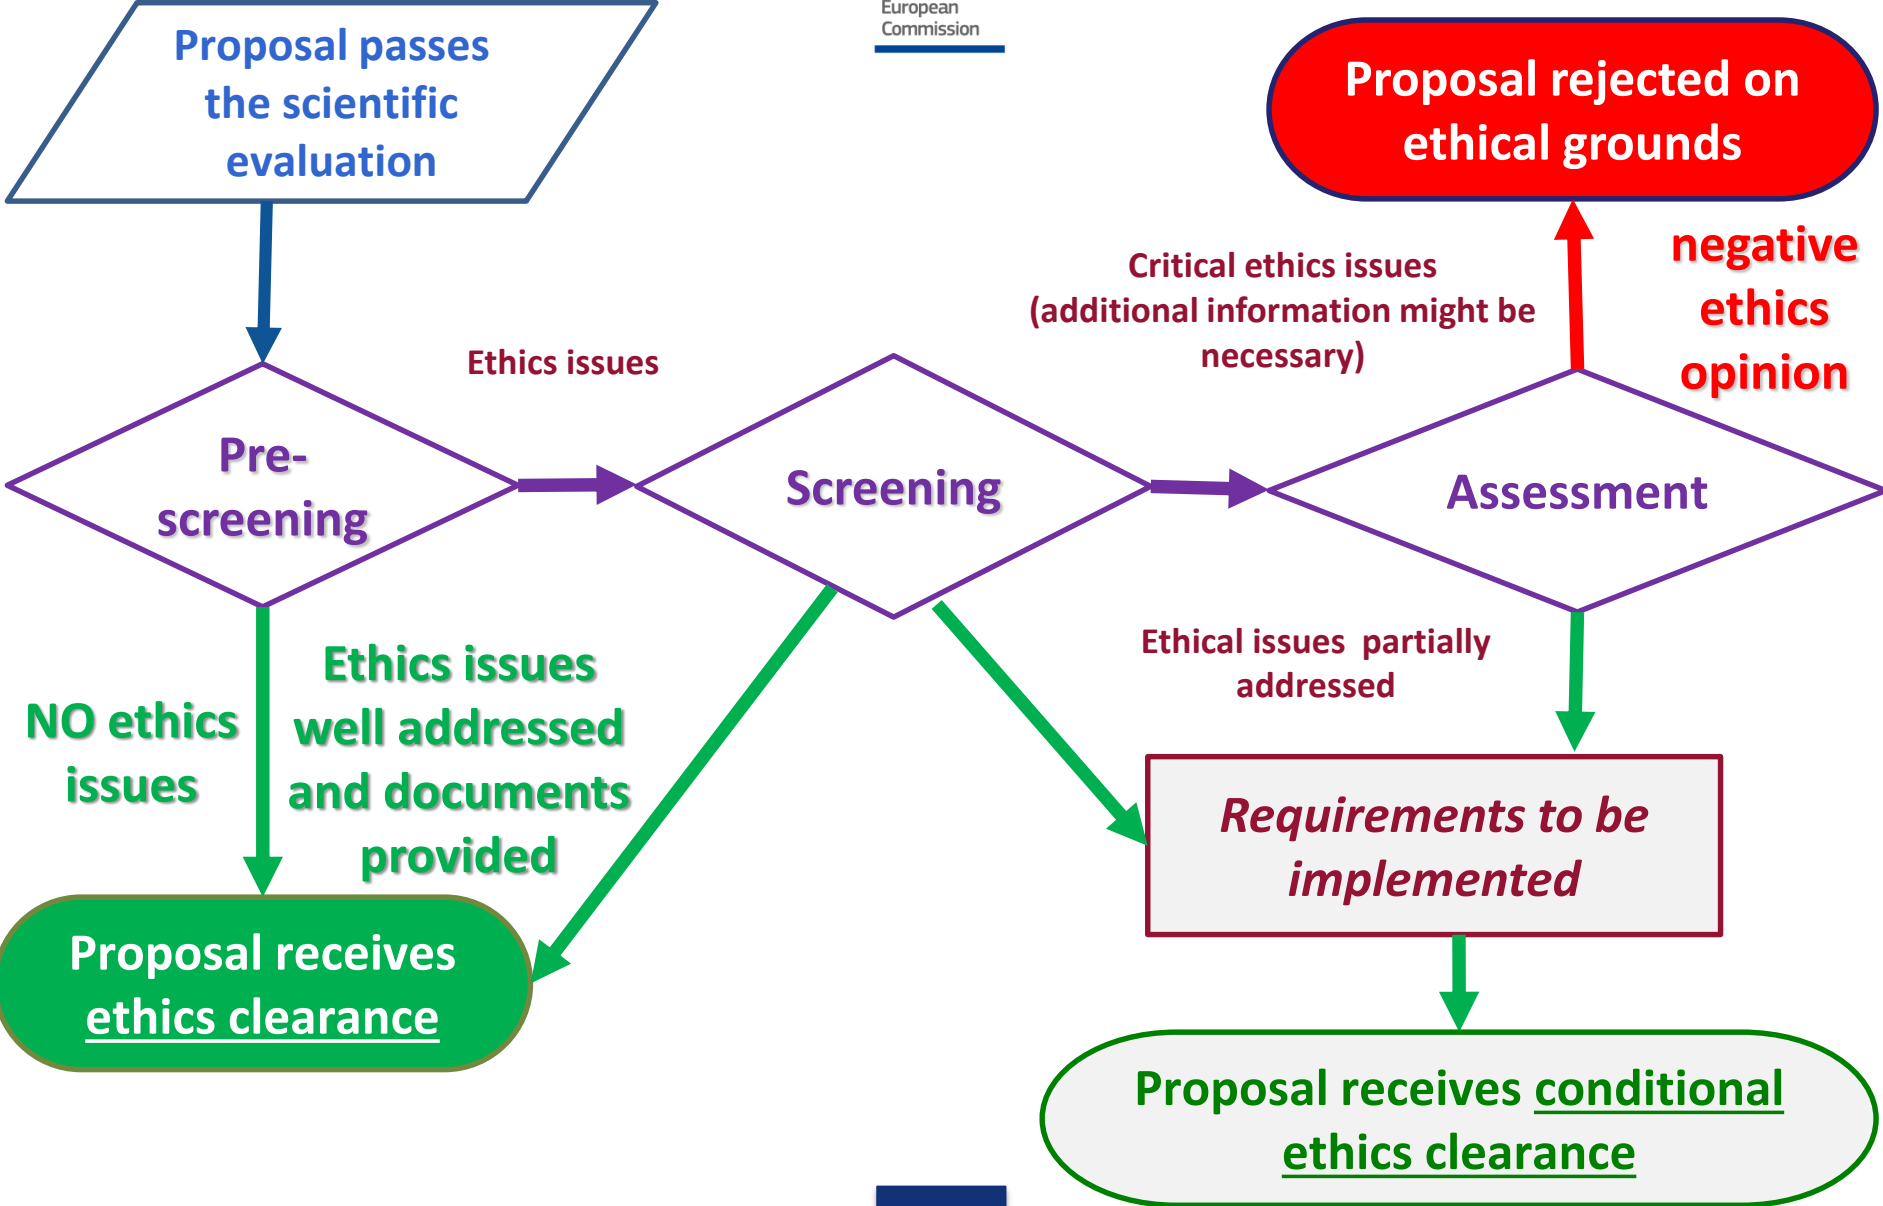 European
Commission
Proposal passes
the scientific
evaluation
Proposal rejected on
ethical grounds
negative
ethics
opinion
Critical ethics issues
(additional information might be
necessary)
Ethics issues
Pre-
screening
Screening
Assessment
Ethical issues  partially
addressed
NO ethics
issues
Ethics issues
well addressed
and documents
provided
Requirements to be
implemented
Proposal receives
ethics clearance
Proposal receives conditional
ethics clearance